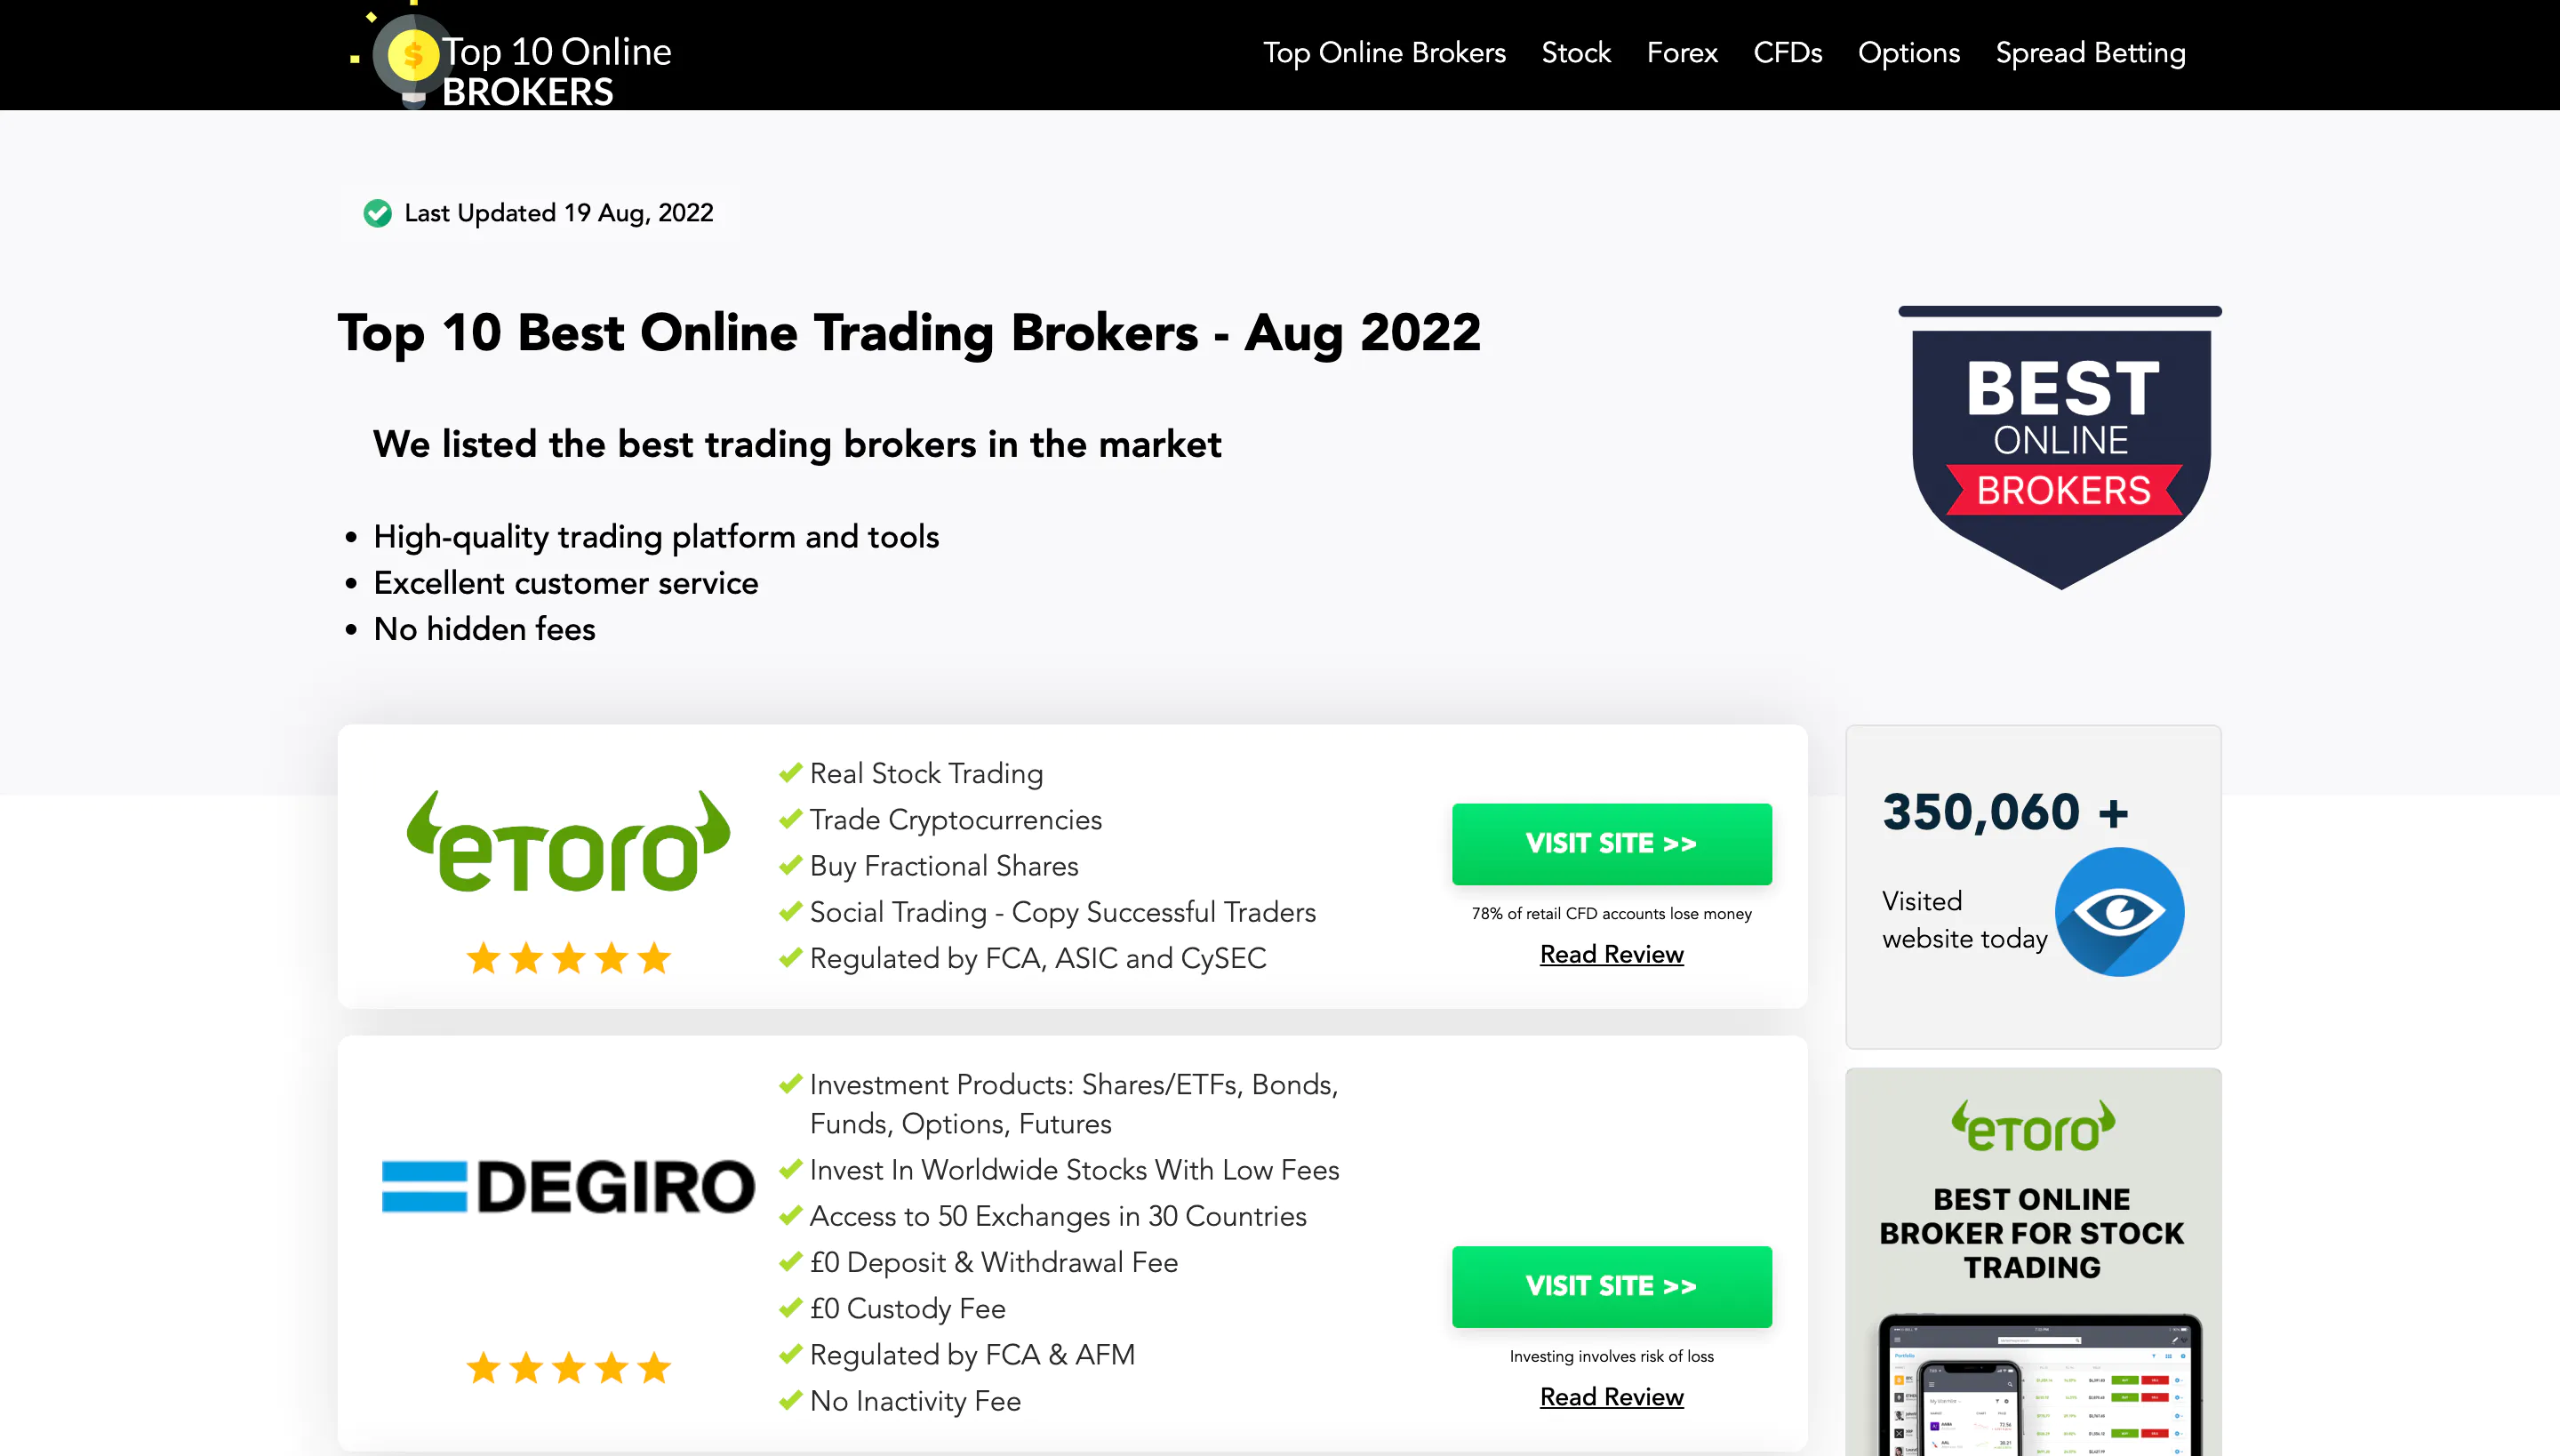 Top 10 Online
BROKERS
Top Online Brokers Stock Forex CFDs Options Spread Betting
Last Updated 19 Aug, 2022
Top 10 Best Online Trading Brokers - Aug 2022
We listed the best trading brokers in the market
• High-quality trading platform and tools
• Excellent customer service
• No hidden fees
BEST
ONLINE
BROKERS
eToro
Real Stock Trading
Trade Cryptocurrencies
Buy Fractional Shares
Social Trading - Copy Successful Traders
Regulated by FCA, ASIC and CySEC
VISIT SITE >>
78% of retail CFD accounts lose money
Read Review
350,060 +
Visited
website today
DEGIRO
Investment Products: Shares/ETFs, Bonds,
Funds, Options, Futures
Invest In Worldwide Stocks With Low Fees
Access to 50 Exchanges in 30 Countries
£0 Deposit & Withdrawal Fee
£0 Custody Fee
Regulated by FCA & AFM
No Inactivity Fee
VISIT SITE >>
Investing involves risk of loss
Read Review
eToro
BEST ONLINE
BROKER FOR STOCK
TRADING
Portfolio